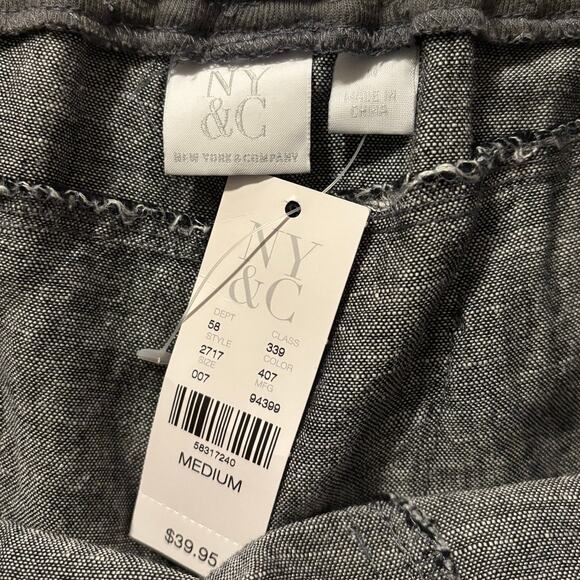 NY
&C
NEW YORK & COMPANY
M
MADE IN
CHINA
NY
&C
DEPT CLASS
58 339
STYLE COLOR
2717 407
SIZE MFG
007 94399
58317240
MEDIUM
$39.95